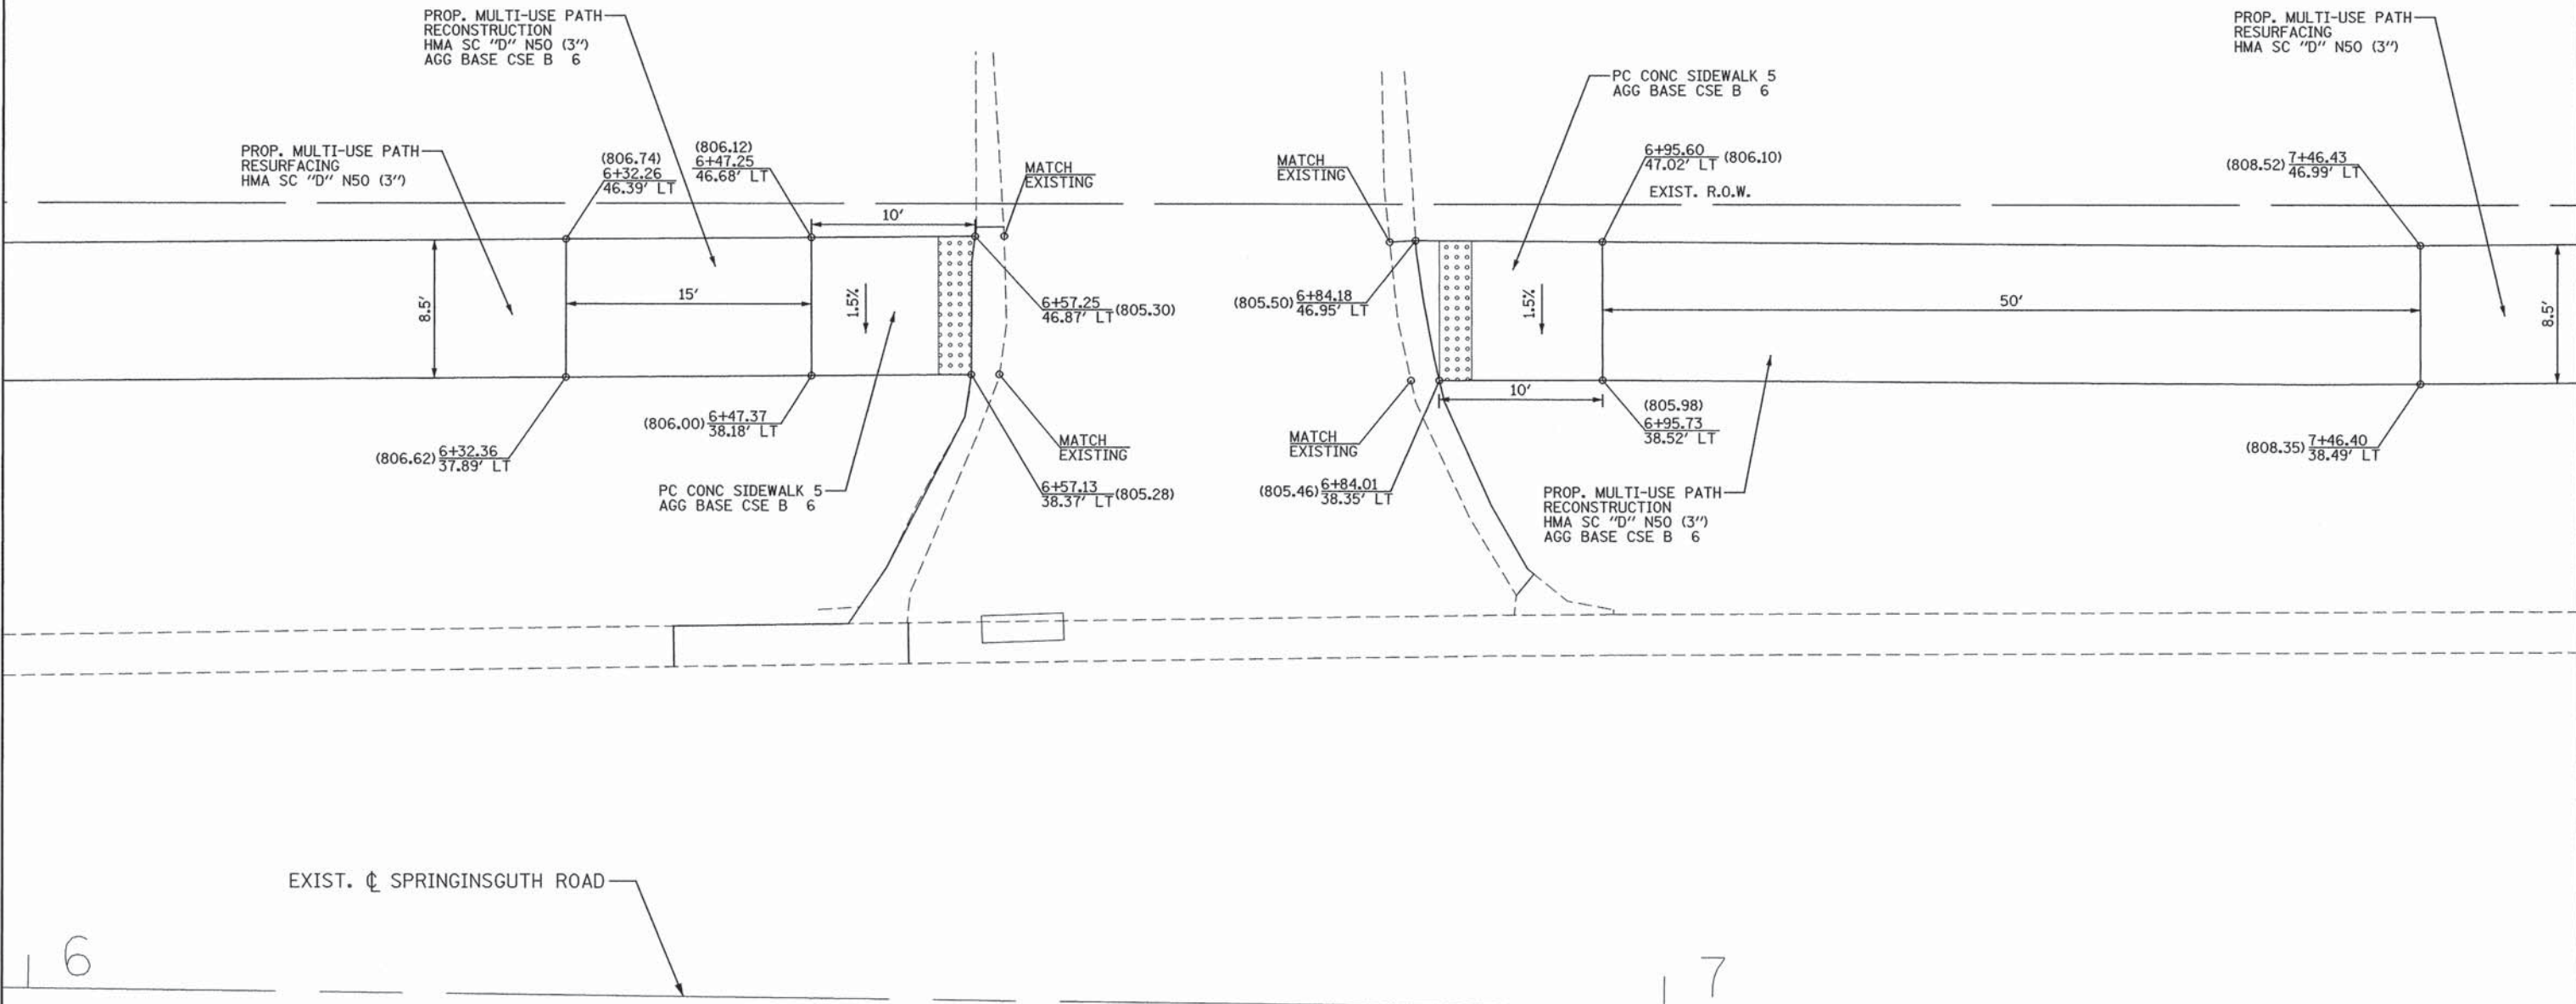 PROP. MULTI-USE PATH
RECONSTRUCTION
HMA SC "D" N50 (3")
AGG BASE CSE B 6
PROP. MULTI-USE PATH
RESURFACING
HMA SC "D" N50 (3")
PC CONC SIDEWALK 5
AGG BASE CSE B 6
PROP. MULTI-USE PATH
RESURFACING
HMA SC "D" N50 (3")
(806.74)
6+32.26
46.39' LT
(806.12)
6+47.25
46.68' LT
MATCH
EXISTING
MATCH
EXISTING
6+95.60
47.02' LT (806.10)
EXIST. R.O.W.
(808.52) 7+46.43
46.99' LT
10'
8.5'
15'
1.5%
6+57.25
46.87' LT (805.30)
(805.50) 6+84.18
46.95' LT
1.5%
50'
8.5'
10'
(806.62) 6+32.36
37.89' LT
(806.00) 6+47.37
38.18' LT
MATCH
EXISTING
MATCH
EXISTING
(805.98)
6+95.73
38.52' LT
(808.35) 7+46.40
38.49' LT
PC CONC SIDEWALK 5
AGG BASE CSE B 6
6+57.13
38.37' LT (805.28)
(805.46) 6+84.01
38.35' LT
PROP. MULTI-USE PATH
RECONSTRUCTION
HMA SC "D" N50 (3")
AGG BASE CSE B 6
EXIST. ℄ SPRINGINSGUTH ROAD
6
7